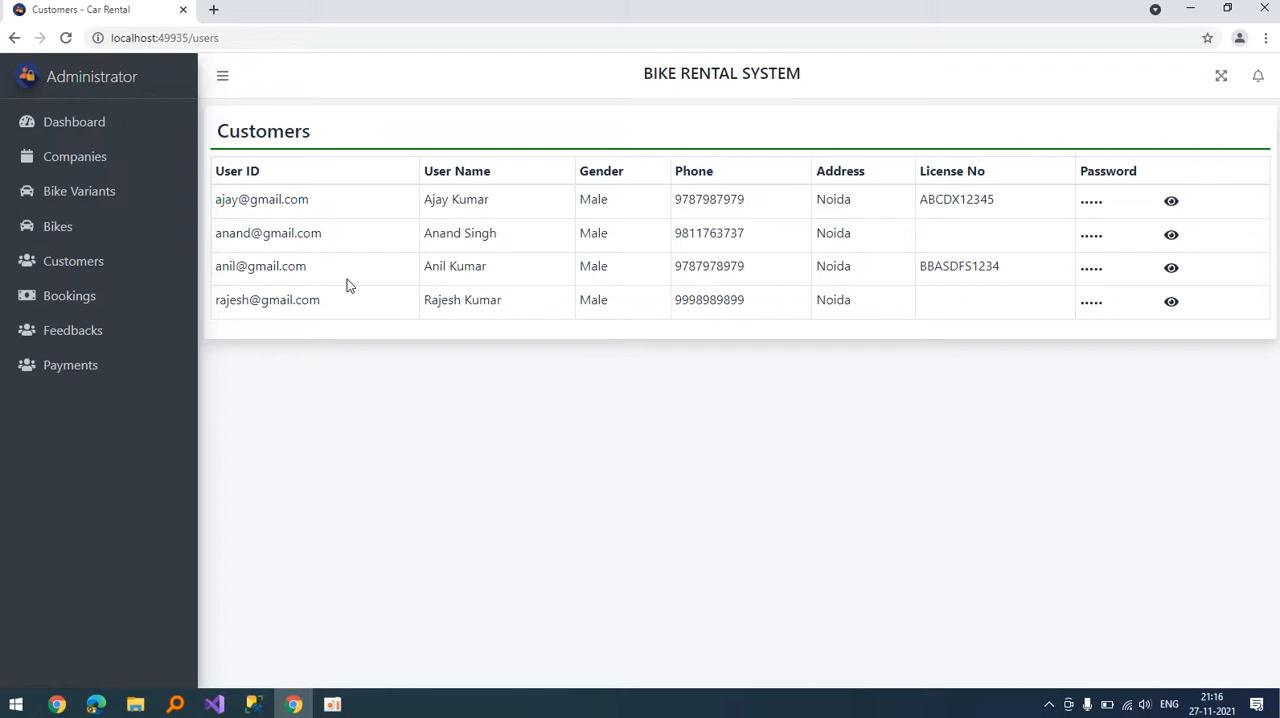 Customers - Car Rental
localhost:49935/users
Administrator
BIKE RENTAL SYSTEM
Dashboard
Companies
Bike Variants
Bikes
Customers
Bookings
Feedbacks
Payments
Customers
User ID User Name Gender Phone Address License No Password
ajay@gmail.com Ajay Kumar Male 9787987979 Noida ABCDX12345 •••••
anand@gmail.com Anand Singh Male 9811763737 Noida •••••
anil@gmail.com Anil Kumar Male 9787978979 Noida BBASDFS1234 •••••
rajesh@gmail.com Rajesh Kumar Male 9998989899 Noida •••••
ENG
21:16
27-11-2021